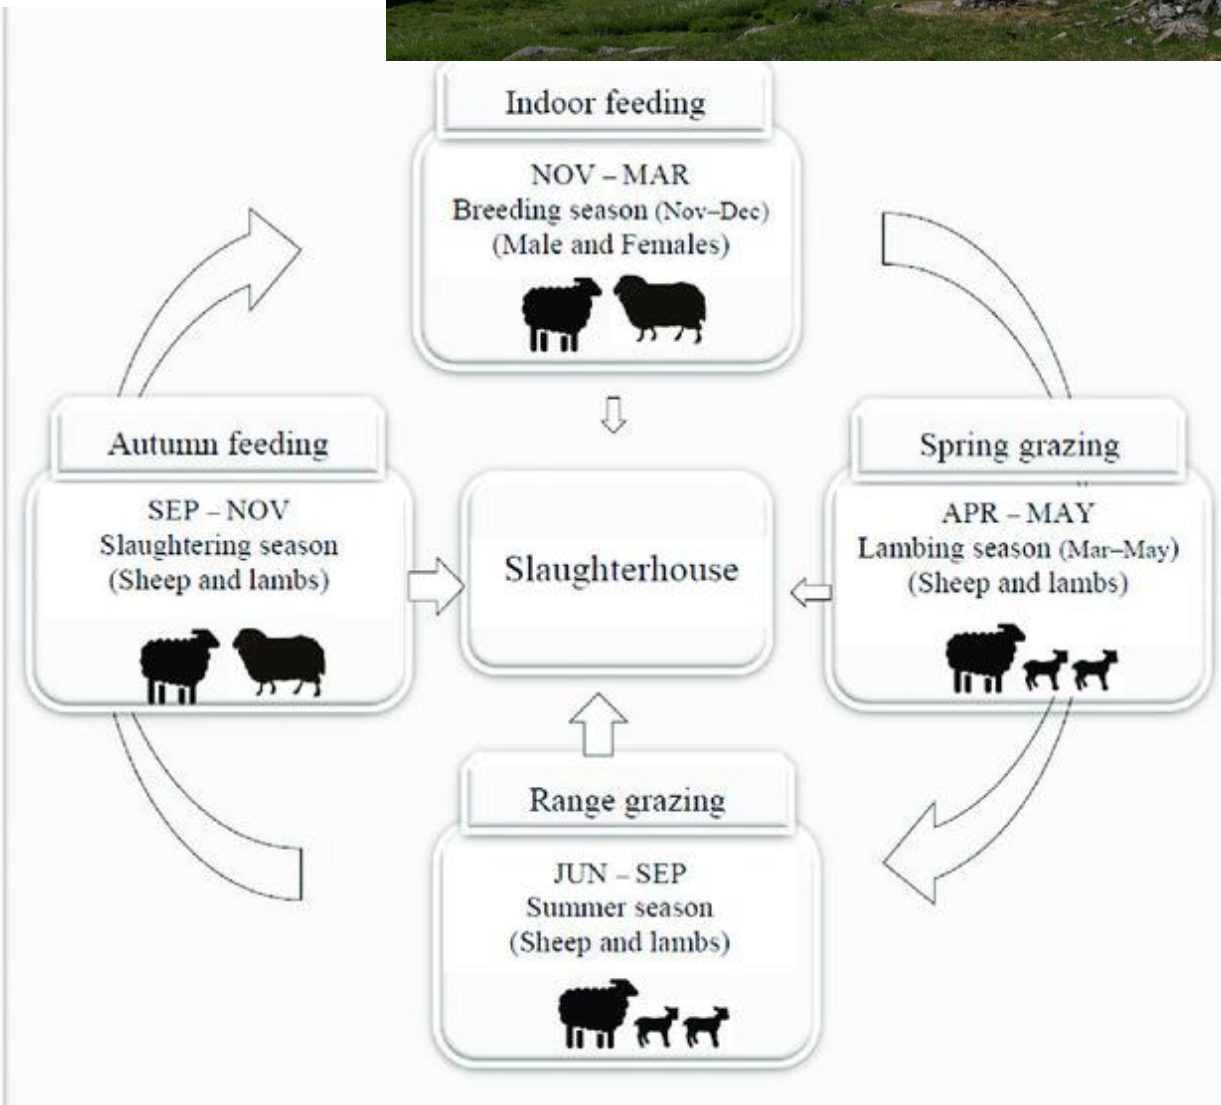 Indoor feeding
NOV – MAR
Breeding season (Nov–Dec)
(Male and Females)
Autumn feeding
SEP – NOV
Slaughtering season
(Sheep and lambs)
Slaughterhouse
Spring grazing
APR – MAY
Lambing season (Mar–May)
(Sheep and lambs)
Range grazing
JUN – SEP
Summer season
(Sheep and lambs)